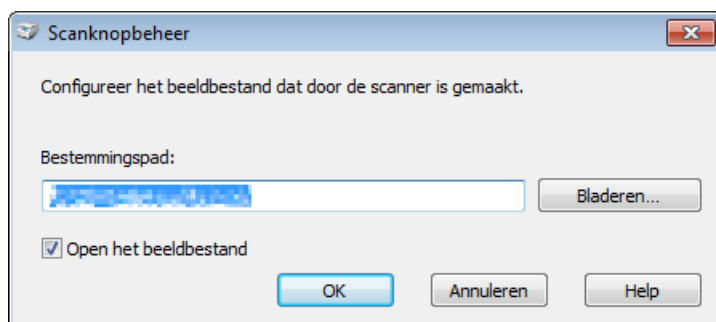 Scanknopbeheer
Configureer het beeldbestand dat door de scanner is gemaakt.
Bestemmingspad:
Bladeren...
Open het beeldbestand
OK Annuleren Help